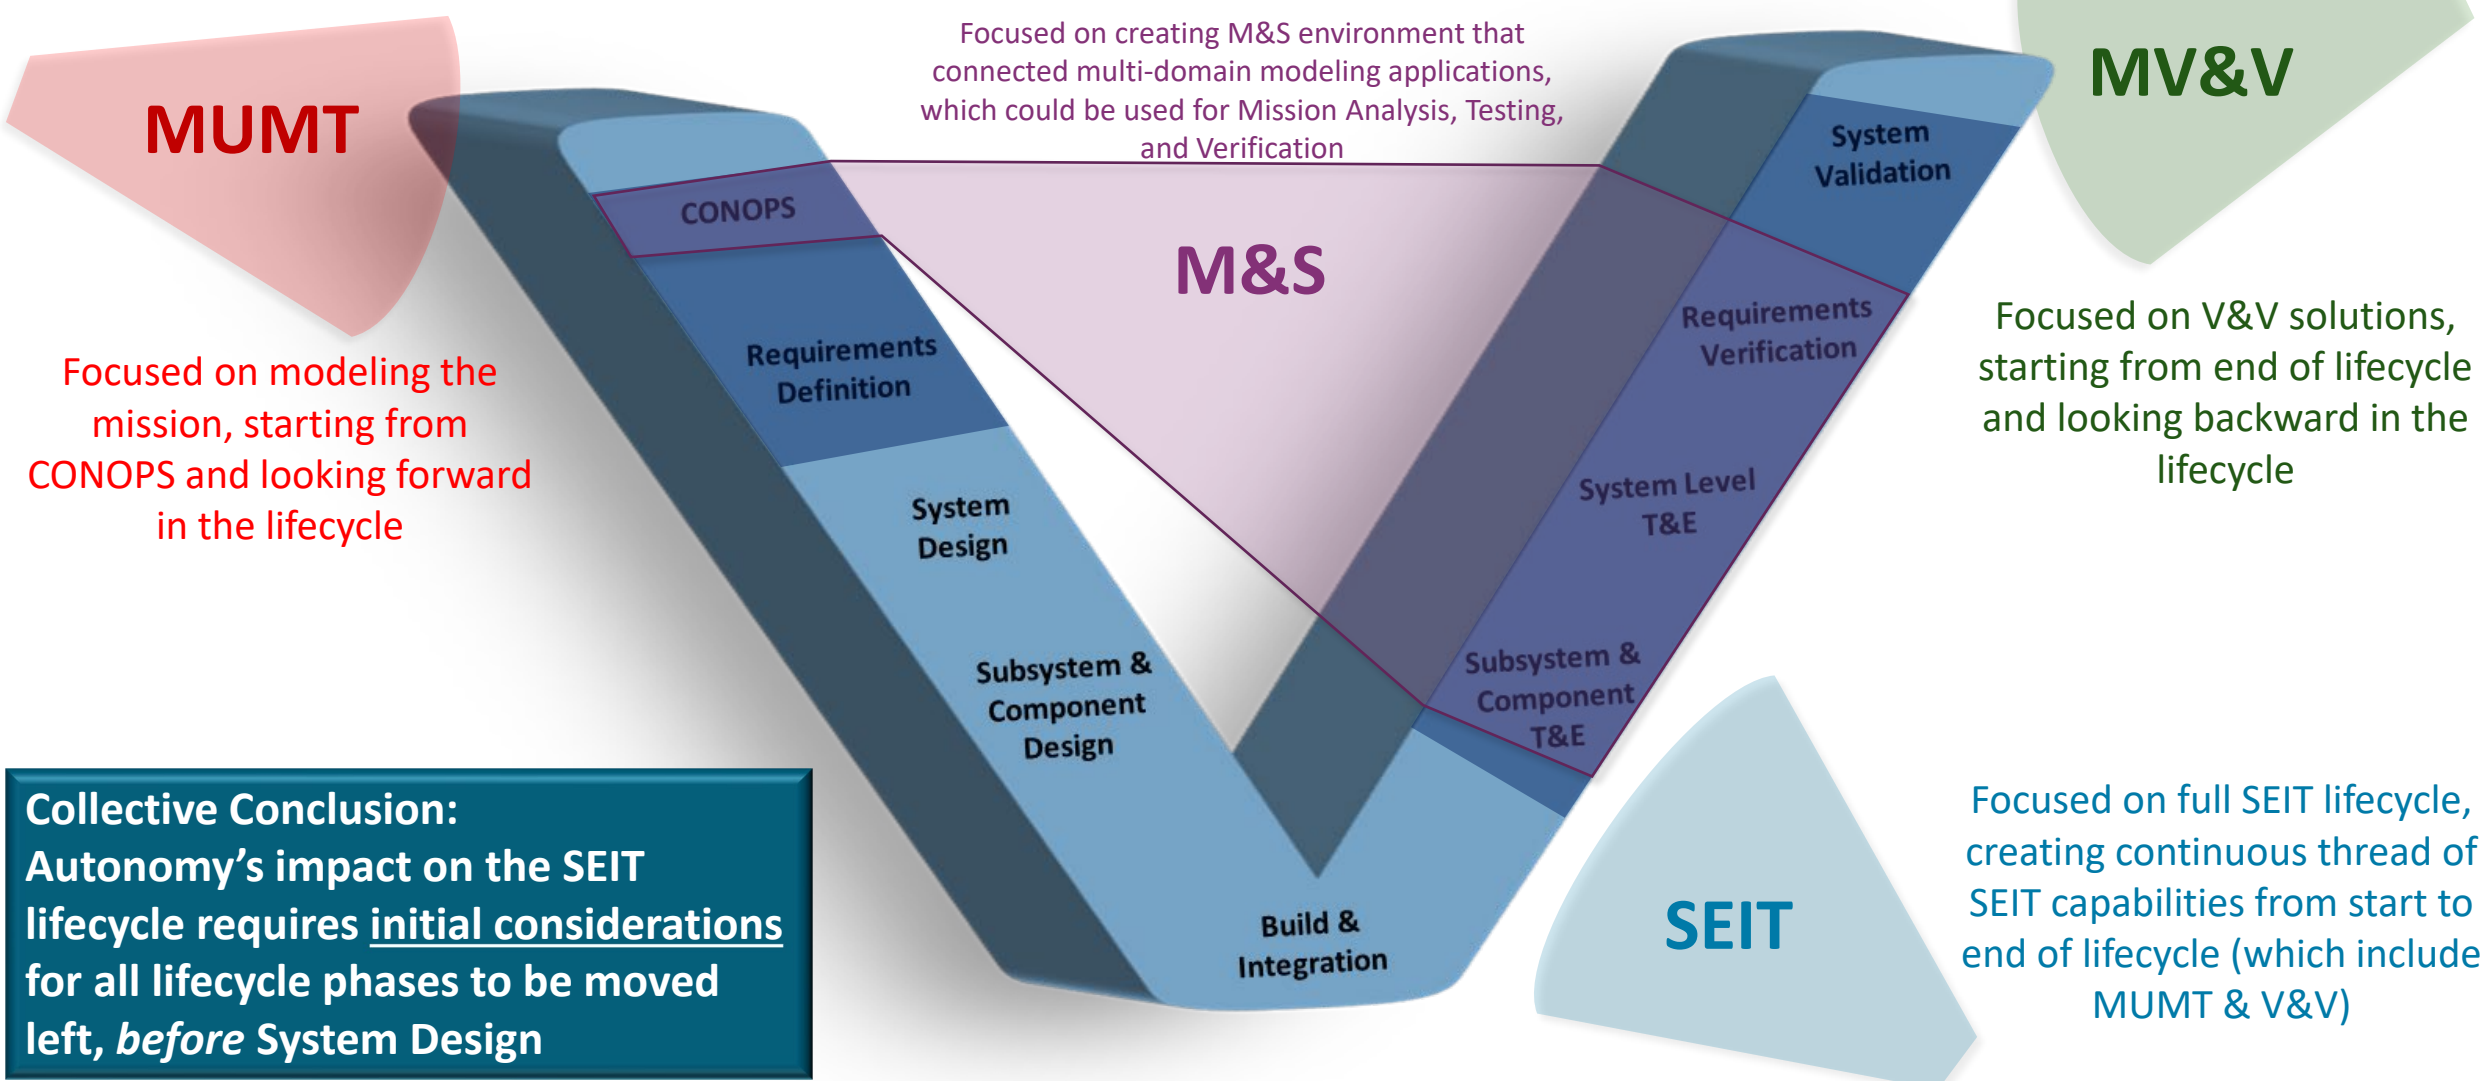 MUMT
Focused on modeling the
mission, starting from
CONOPS and looking forward
in the lifecycle
Focused on creating M&S environment that
connected multi-domain modeling applications,
which could be used for Mission Analysis, Testing,
and Verification
M&S
MV&V
Focused on V&V solutions,
starting from end of lifecycle
and looking backward in the
lifecycle
CONOPS
Requirements
Definition
System
Design
Subsystem &
Component
Design
Build &
Integration
Subsystem &
Component
T&E
System Level
T&E
Requirements
Verification
System
Validation
SEIT
Focused on full SEIT lifecycle,
creating continuous thread of
SEIT capabilities from start to
end of lifecycle (which include
MUMT & V&V)
Collective Conclusion:
Autonomy’s impact on the SEIT
lifecycle requires initial considerations
for all lifecycle phases to be moved
left, before System Design